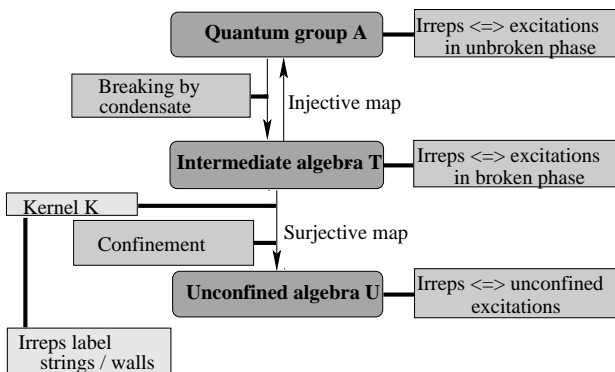 Quantum group A
Irreps <=> excitations
in unbroken phase
Breaking by
condensate
Injective map
Intermediate algebra T
Irreps <=> excitations
in broken phase
Kernel K
Confinement
Surjective map
Unconfined algebra U
Irreps <=> unconfined
excitations
Irreps label
strings / walls